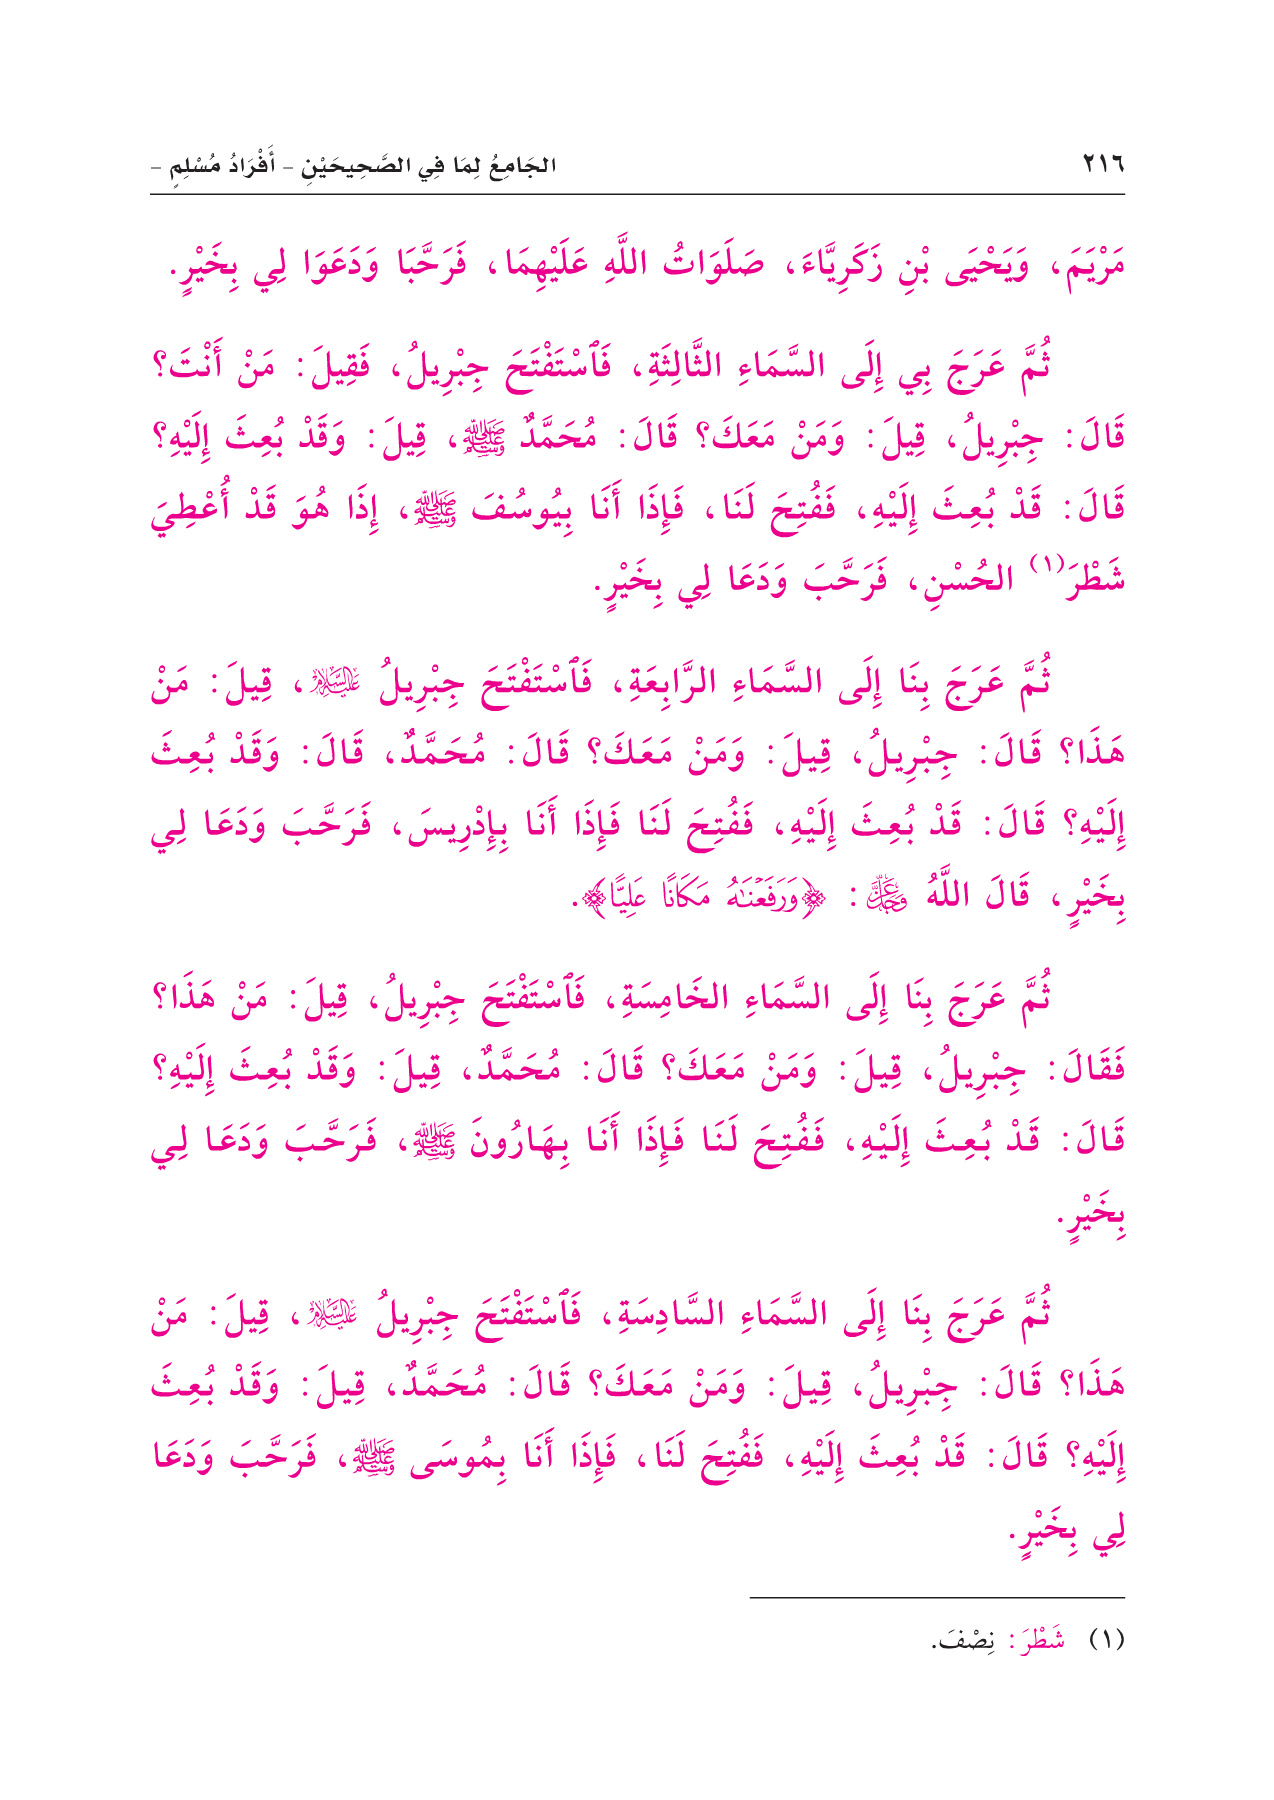 ٢١٦
الجَامِعُ لِمَا فِي الصَّحِيحَيْنِ - أَفْرَادُ مُسْلِمٍ -
مَرْيَمَ، وَيَحْيَى بْنِ زَكَرِيَّاءَ، صَلَوَاتُ اللَّهِ عَلَيْهِمَا، فَرَحَّبَا وَدَعَوَا لِي بِخَيْرٍ.
ثُمَّ عَرَجَ بِي إِلَى السَّمَاءِ الثَّالِثَةِ، فَٱسْتَفْتَحَ جِبْرِيلُ، فَقِيلَ: مَنْ أَنْتَ؟
قَالَ: جِبْرِيلُ، قِيلَ: وَمَنْ مَعَكَ؟ قَالَ: مُحَمَّدٌ ﷺ، قِيلَ: وَقَدْ بُعِثَ إِلَيْهِ؟
قَالَ: قَدْ بُعِثَ إِلَيْهِ، فَفُتِحَ لَنَا، فَإِذَا أَنَا بِيُوسُفَ ﷺ، إِذَا هُوَ قَدْ أُعْطِيَ
شَطْرَ(١) الحُسْنِ، فَرَحَّبَ وَدَعَا لِي بِخَيْرٍ.
ثُمَّ عَرَجَ بِنَا إِلَى السَّمَاءِ الرَّابِعَةِ، فَٱسْتَفْتَحَ جِبْرِيلُ عَلَيْهِ السَّلَامُ، قِيلَ: مَنْ
هَذَا؟ قَالَ: جِبْرِيلُ، قِيلَ: وَمَنْ مَعَكَ؟ قَالَ: مُحَمَّدٌ، قَالَ: وَقَدْ بُعِثَ
إِلَيْهِ؟ قَالَ: قَدْ بُعِثَ إِلَيْهِ، فَفُتِحَ لَنَا فَإِذَا أَنَا بِإِدْرِيسَ، فَرَحَّبَ وَدَعَا لِي
بِخَيْرٍ، قَالَ اللَّهُ عَزَّ وَجَلَّ: ﴿وَرَفَعْنَـٰهُ مَكَانًا عَلِيًّا﴾.
ثُمَّ عَرَجَ بِنَا إِلَى السَّمَاءِ الخَامِسَةِ، فَٱسْتَفْتَحَ جِبْرِيلُ، قِيلَ: مَنْ هَذَا؟
فَقَالَ: جِبْرِيلُ، قِيلَ: وَمَنْ مَعَكَ؟ قَالَ: مُحَمَّدٌ، قِيلَ: وَقَدْ بُعِثَ إِلَيْهِ؟
قَالَ: قَدْ بُعِثَ إِلَيْهِ، فَفُتِحَ لَنَا فَإِذَا أَنَا بِهَارُونَ ﷺ، فَرَحَّبَ وَدَعَا لِي
بِخَيْرٍ.
ثُمَّ عَرَجَ بِنَا إِلَى السَّمَاءِ السَّادِسَةِ، فَٱسْتَفْتَحَ جِبْرِيلُ عَلَيْهِ السَّلَامُ، قِيلَ: مَنْ
هَذَا؟ قَالَ: جِبْرِيلُ، قِيلَ: وَمَنْ مَعَكَ؟ قَالَ: مُحَمَّدٌ، قِيلَ: وَقَدْ بُعِثَ
إِلَيْهِ؟ قَالَ: قَدْ بُعِثَ إِلَيْهِ، فَفُتِحَ لَنَا، فَإِذَا أَنَا بِمُوسَى ﷺ، فَرَحَّبَ وَدَعَا
لِي بِخَيْرٍ.
(١) شَطْرَ: نِصْفَ.